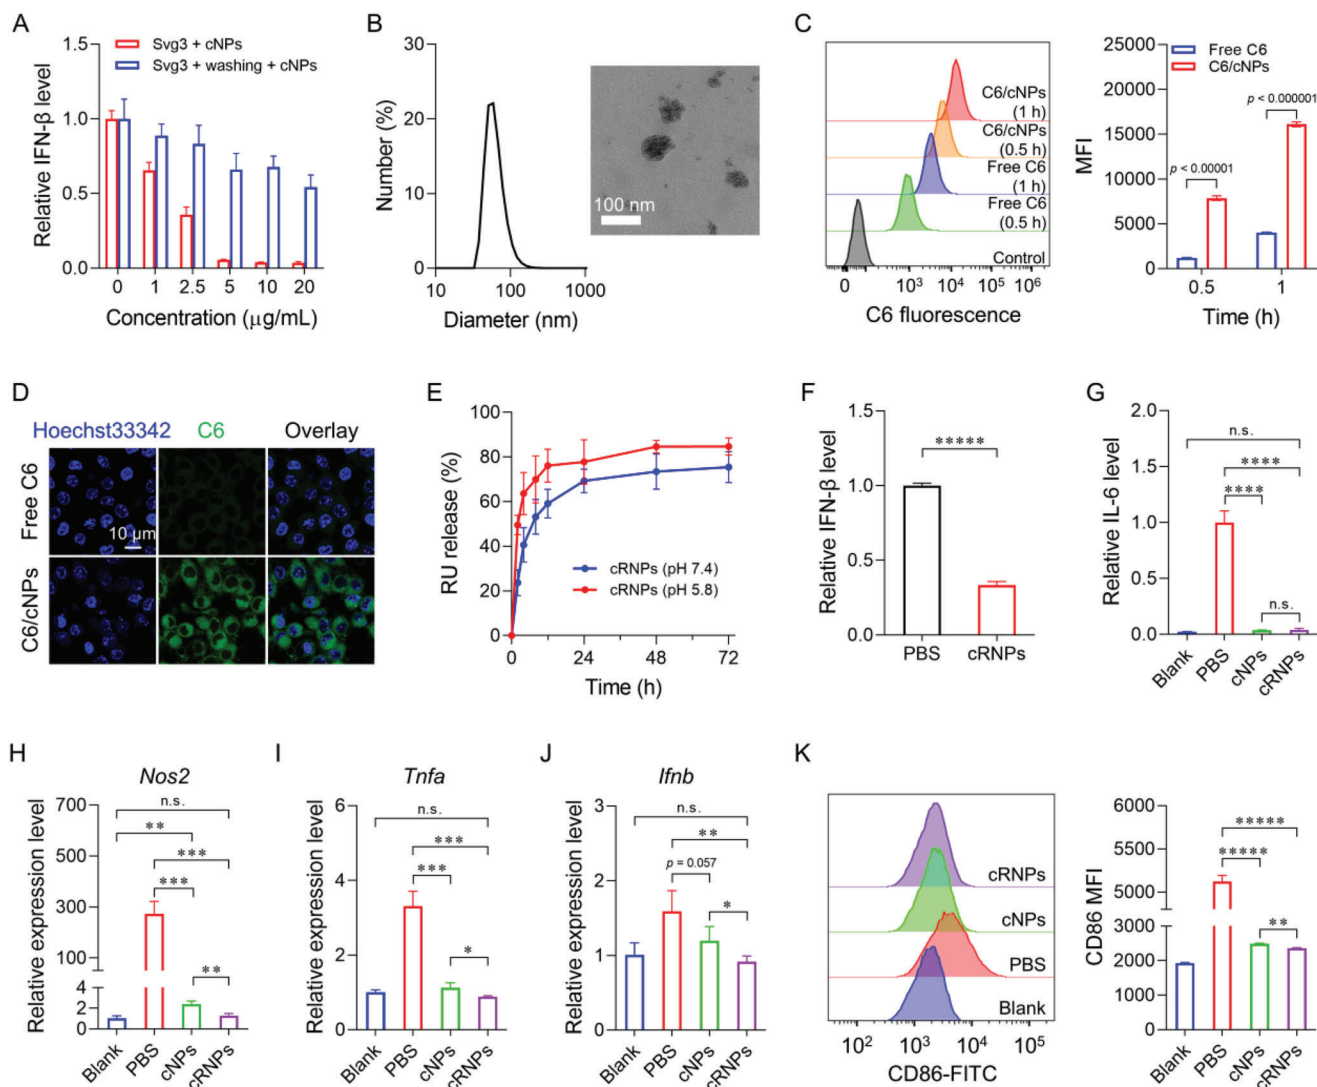 A
1.5
1.0
0.5
0.0
Relative IFN-β level
Svg3 + cNPs
Svg3 + washing + cNPs
0 1 2.5 5 10 20
Concentration (μg/mL)
B
30
20
10
0
Number (%)
10 100 1000
Diameter (nm)
100 nm
C
C6/cNPs
(1 h)
C6/cNPs
(0.5 h)
Free C6
(1 h)
Free C6
(0.5 h)
Control
0 10³ 10⁴ 10⁵ 10⁶
C6 fluorescence
25000
20000
15000
10000
5000
0
MFI
Free C6
C6/cNPs
p < 0.000001
p < 0.00001
0.5 1
Time (h)
D
Hoechst33342 C6 Overlay
Free C6
10 μm
C6/cNPs
E
100
80
60
40
20
0
RU release (%)
cRNPs (pH 7.4)
cRNPs (pH 5.8)
0 24 48 72
Time (h)
F
1.5
1.0
0.5
0.0
Relative IFN-β level
*****
PBS cRNPs
G
2.0
1.5
1.0
0.5
0.0
Relative IL-6 level
n.s.
****
****
n.s.
Blank PBS cNPs cRNPs
H
Nos2
700
500
300
100
4
2
0
Relative expression level
n.s.
**
***
***
**
Blank PBS cNPs cRNPs
I
Tnfa
6
4
2
0
Relative expression level
n.s.
***
***
*
Blank PBS cNPs cRNPs
J
Ifnb
3
2
1
0
Relative expression level
n.s.
**
p = 0.057
*
Blank PBS cNPs cRNPs
K
cRNPs
cNPs
PBS
Blank
10² 10³ 10⁴ 10⁵
CD86-FITC
6000
5000
3000
2000
1000
0
CD86 MFI
*****
*****
**
Blank PBS cNPs cRNPs